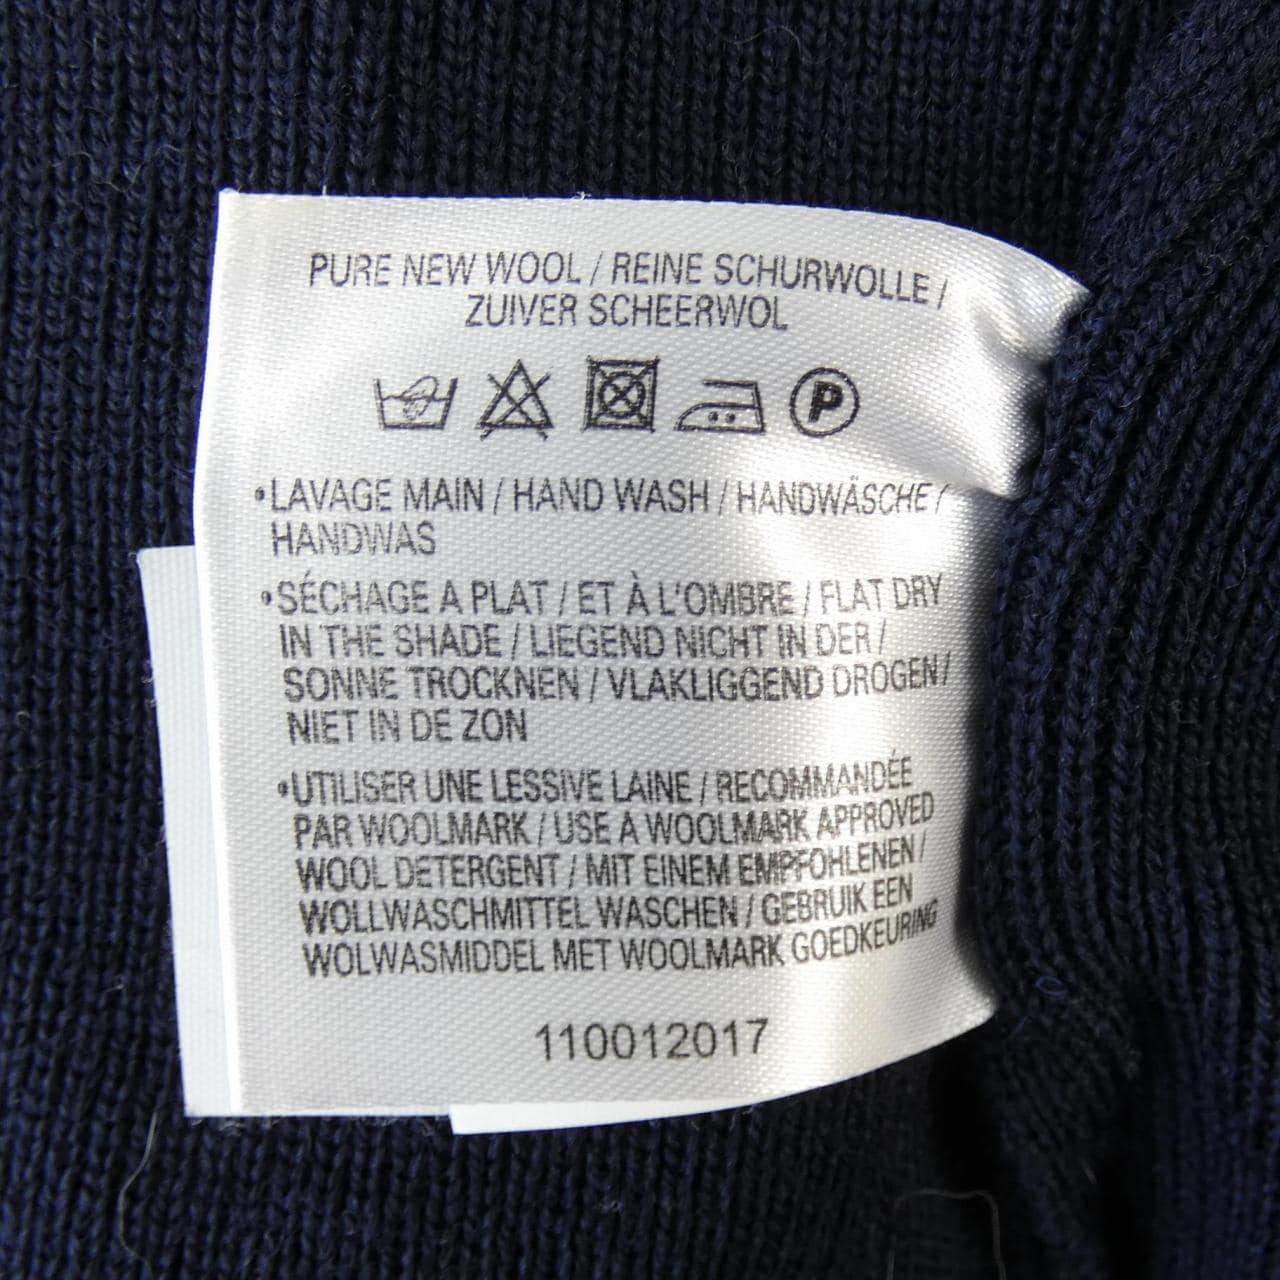 PURE NEW WOOL / REINE SCHURWOLLE /
ZUIVER SCHEERWOL
P
•LAVAGE MAIN / HAND WASH / HANDWÄSCHE /
HANDWAS
•SÉCHAGE A PLAT / ET À L'OMBRE / FLAT DRY
IN THE SHADE / LIEGEND NICHT IN DER /
SONNE TROCKNEN / VLAKLIGGEND DROGEN /
NIET IN DE ZON
•UTILISER UNE LESSIVE LAINE / RECOMMANDÉE
PAR WOOLMARK / USE A WOOLMARK APPROVED
WOOL DETERGENT / MIT EINEM EMPFOHLENEN /
WOLLWASCHMITTEL WASCHEN / GEBRUIK EEN
WOLWASMIDDEL MET WOOLMARK GOEDKEURING
110012017